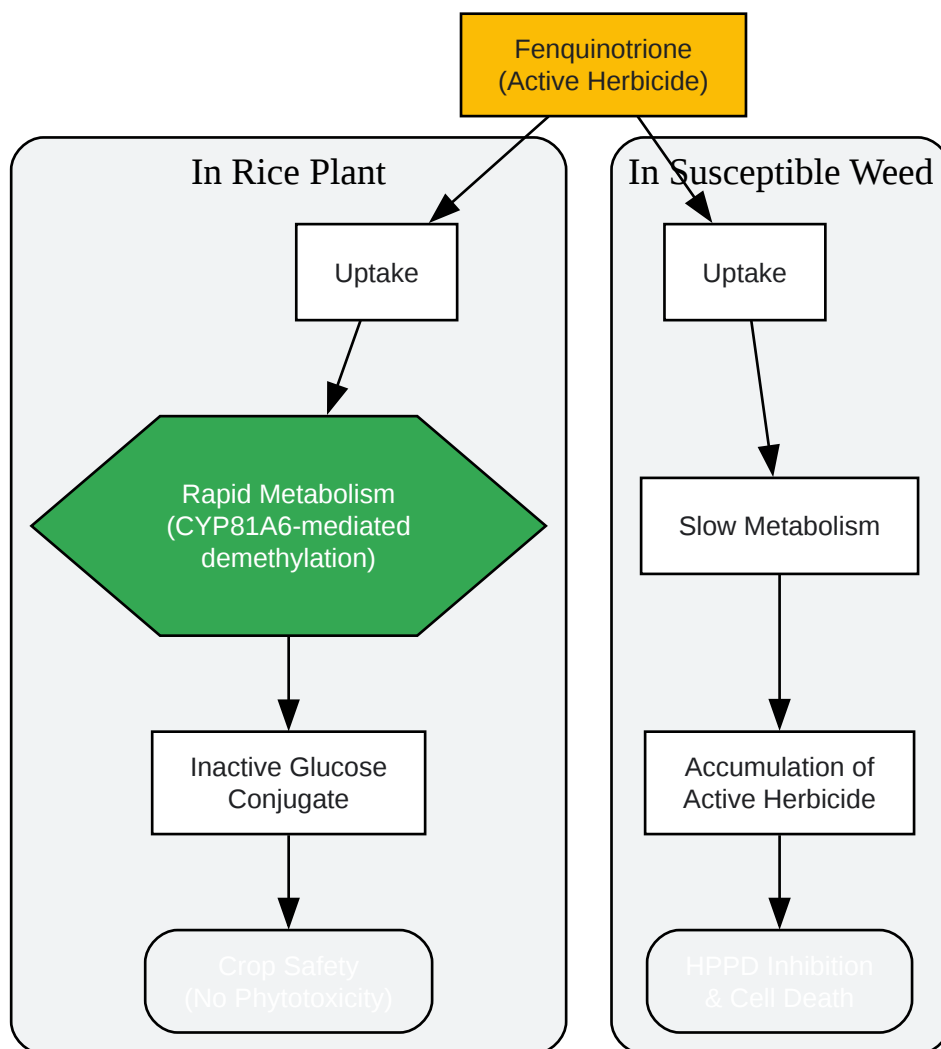 Fenquinotrione
(Active Herbicide)
In Rice Plant
Uptake
Rapid Metabolism
(CYP81A6-mediated
demethylation)
Inactive Glucose
Conjugate
Crop Safety
(No Phytotoxicity)
In Susceptible Weed
Uptake
Slow Metabolism
Accumulation of
Active Herbicide
HPPD Inhibition
& Cell Death